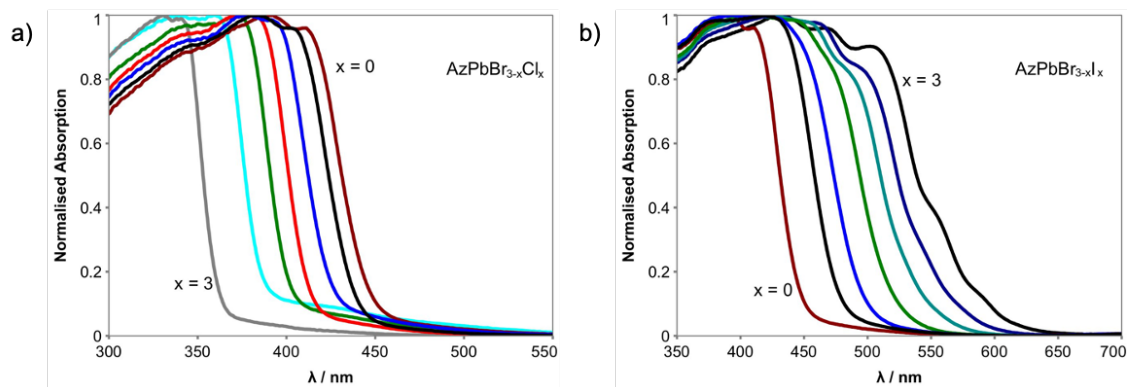 a)
Normalised Absorption
1
0.8
0.6
0.4
0.2
0
x = 0
AzPbBr₃₋ₓClₓ
x = 3
300 350 400 450 500 550
λ / nm
b)
Normalised Absorption
1
0.8
0.6
0.4
0.2
0
x = 3
AzPbBr₃₋ₓIₓ
x = 0
350 400 450 500 550 600 650 700
λ / nm